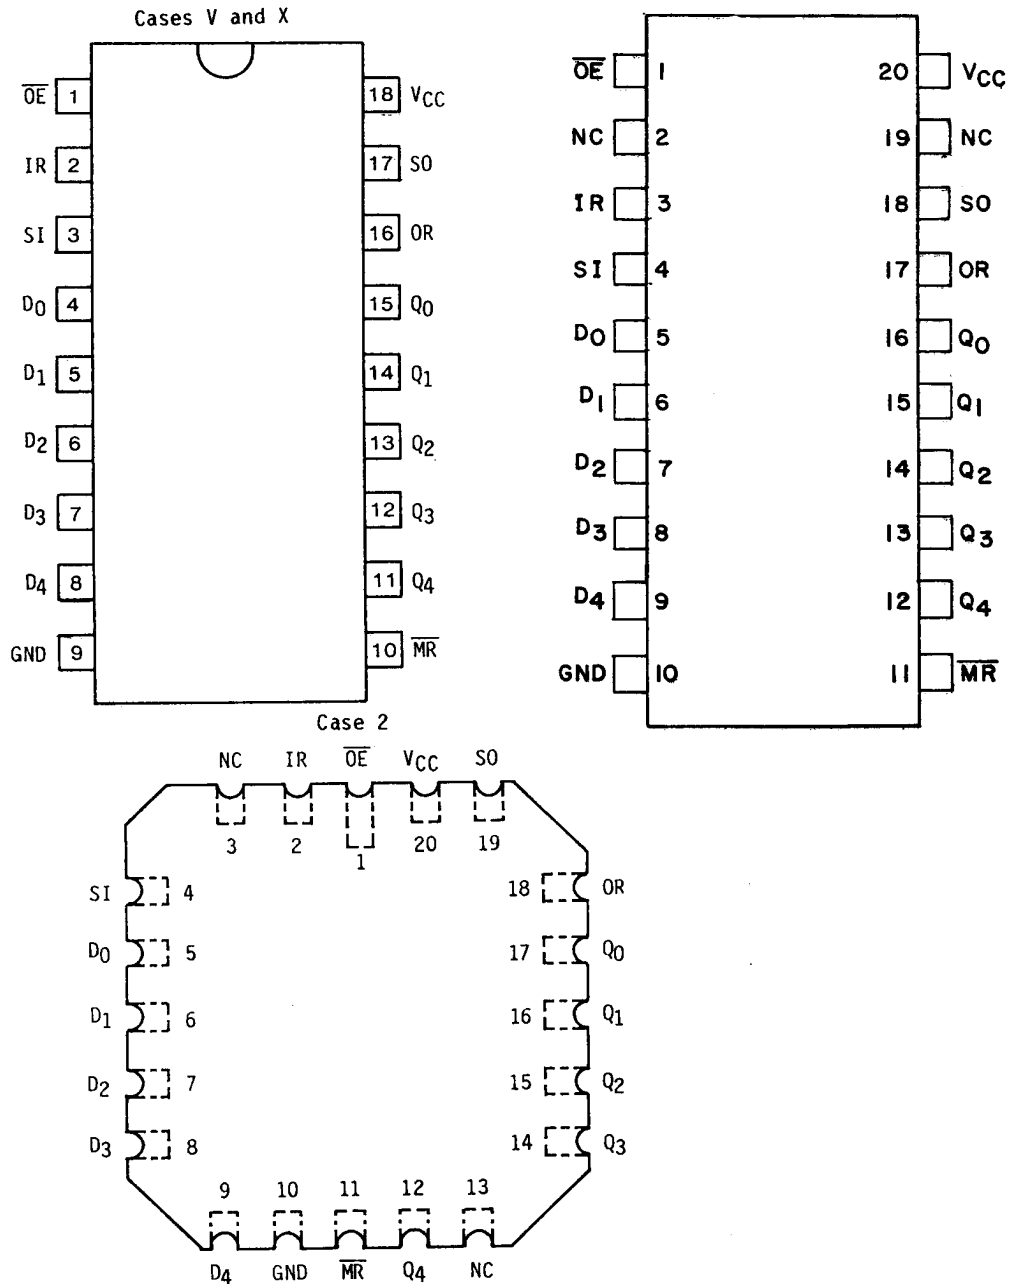 Cases V and X
O̅E̅ 1 18 VCC
IR 2 17 SO
SI 3 16 OR
D0 4 15 Q0
D1 5 14 Q1
D2 6 13 Q2
D3 7 12 Q3
D4 8 11 Q4
GND 9 10 M̅R̅
O̅E̅ 1 20 VCC
NC 2 19 NC
IR 3 18 SO
SI 4 17 OR
D0 5 16 Q0
D1 6 15 Q1
D2 7 14 Q2
D3 8 13 Q3
D4 9 12 Q4
GND 10 11 M̅R̅
Case 2
NC IR O̅E̅ VCC SO
3 2 1 20 19
SI 4 18 OR
D0 5 17 Q0
D1 6 16 Q1
D2 7 15 Q2
D3 8 14 Q3
9 10 11 12 13
D4 GND M̅R̅ Q4 NC